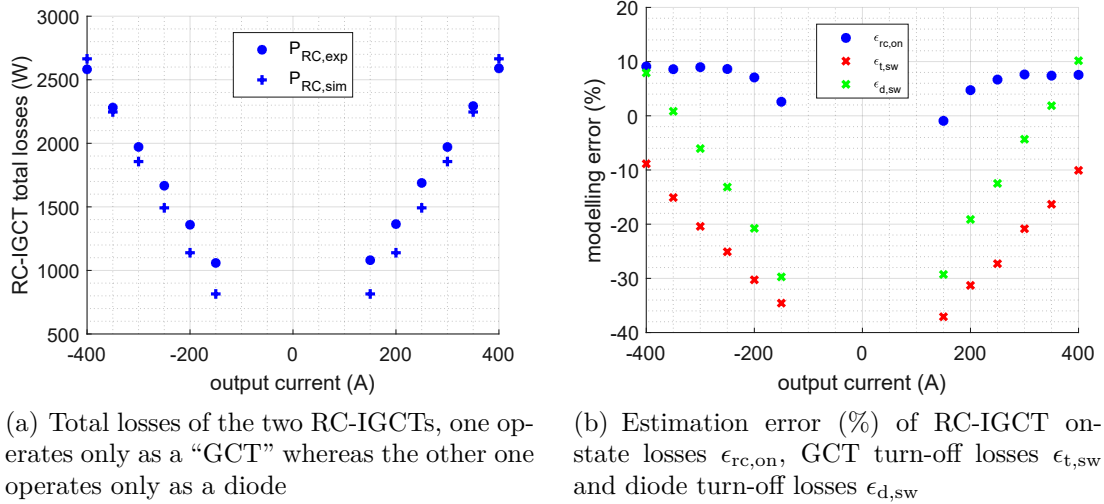 3000
2500
2000
1500
1000
500
RC-IGCT total losses (W)
P_RC,exp
P_RC,sim
-400 -200 0 200 400
output current (A)
20
10
0
-10
-20
-30
-40
modelling error (%)
ϵ_rc,on
ϵ_t,sw
ϵ_d,sw
-400 -200 0 200 400
output current (A)
(a) Total losses of the two RC-IGCTs, one op-
erates only as a “GCT” whereas the other one
operates only as a diode
(b) Estimation error (%) of RC-IGCT on-
state losses ϵ_rc,on, GCT turn-off losses ϵ_t,sw
and diode turn-off losses ϵ_d,sw